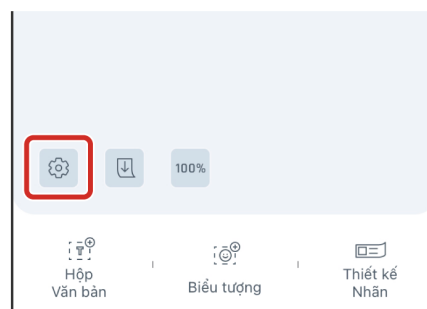 100%
Hộp
Văn bản
Biểu tượng
Thiết kế
Nhãn